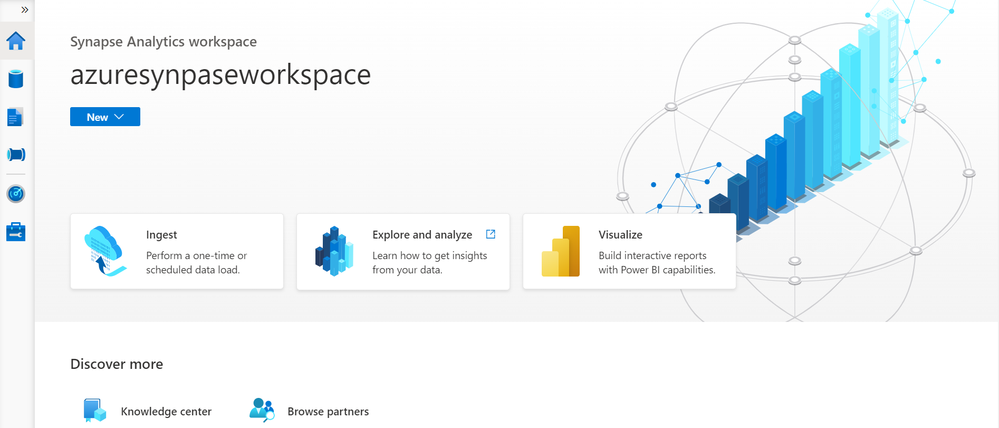 Synapse Analytics workspace
azuresynpaseworkspace
New
Ingest
Perform a one-time or
scheduled data load.
Explore and analyze
Learn how to get insights
from your data.
Visualize
Build interactive reports
with Power BI capabilities.
Discover more
Knowledge center
Browse partners